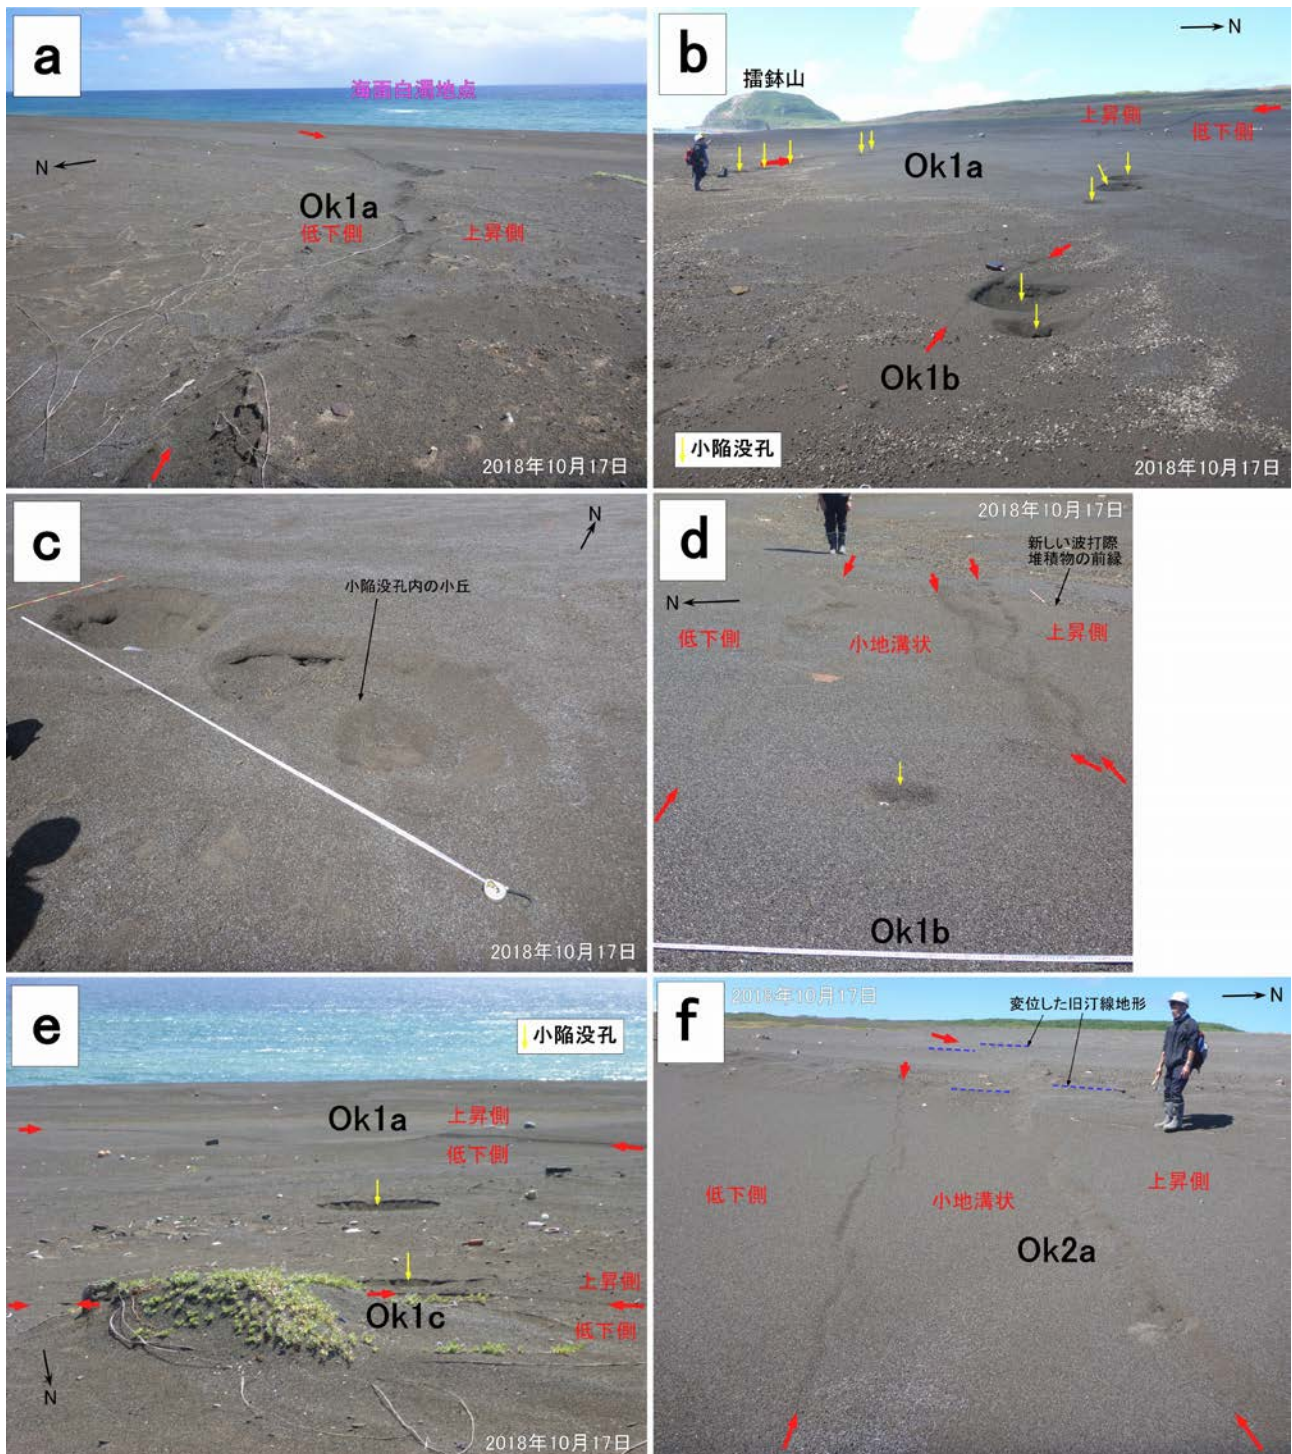 a
海面白濁地点
N
Ok1a
低下側
上昇側
2018年10月17日
b
N
擂鉢山
上昇側
低下側
Ok1a
Ok1b
小陥没孔
2018年10月17日
c
N
小陥没孔内の小丘
2018年10月17日
d
2018年10月17日
新しい波打際
堆積物の前縁
N
低下側
小地溝状
上昇側
Ok1b
e
小陥没孔
Ok1a
上昇側
低下側
上昇側
Ok1c
低下側
N
2018年10月17日
f
2018年10月17日
N
変位した旧汀線地形
低下側
小地溝状
上昇側
Ok2a